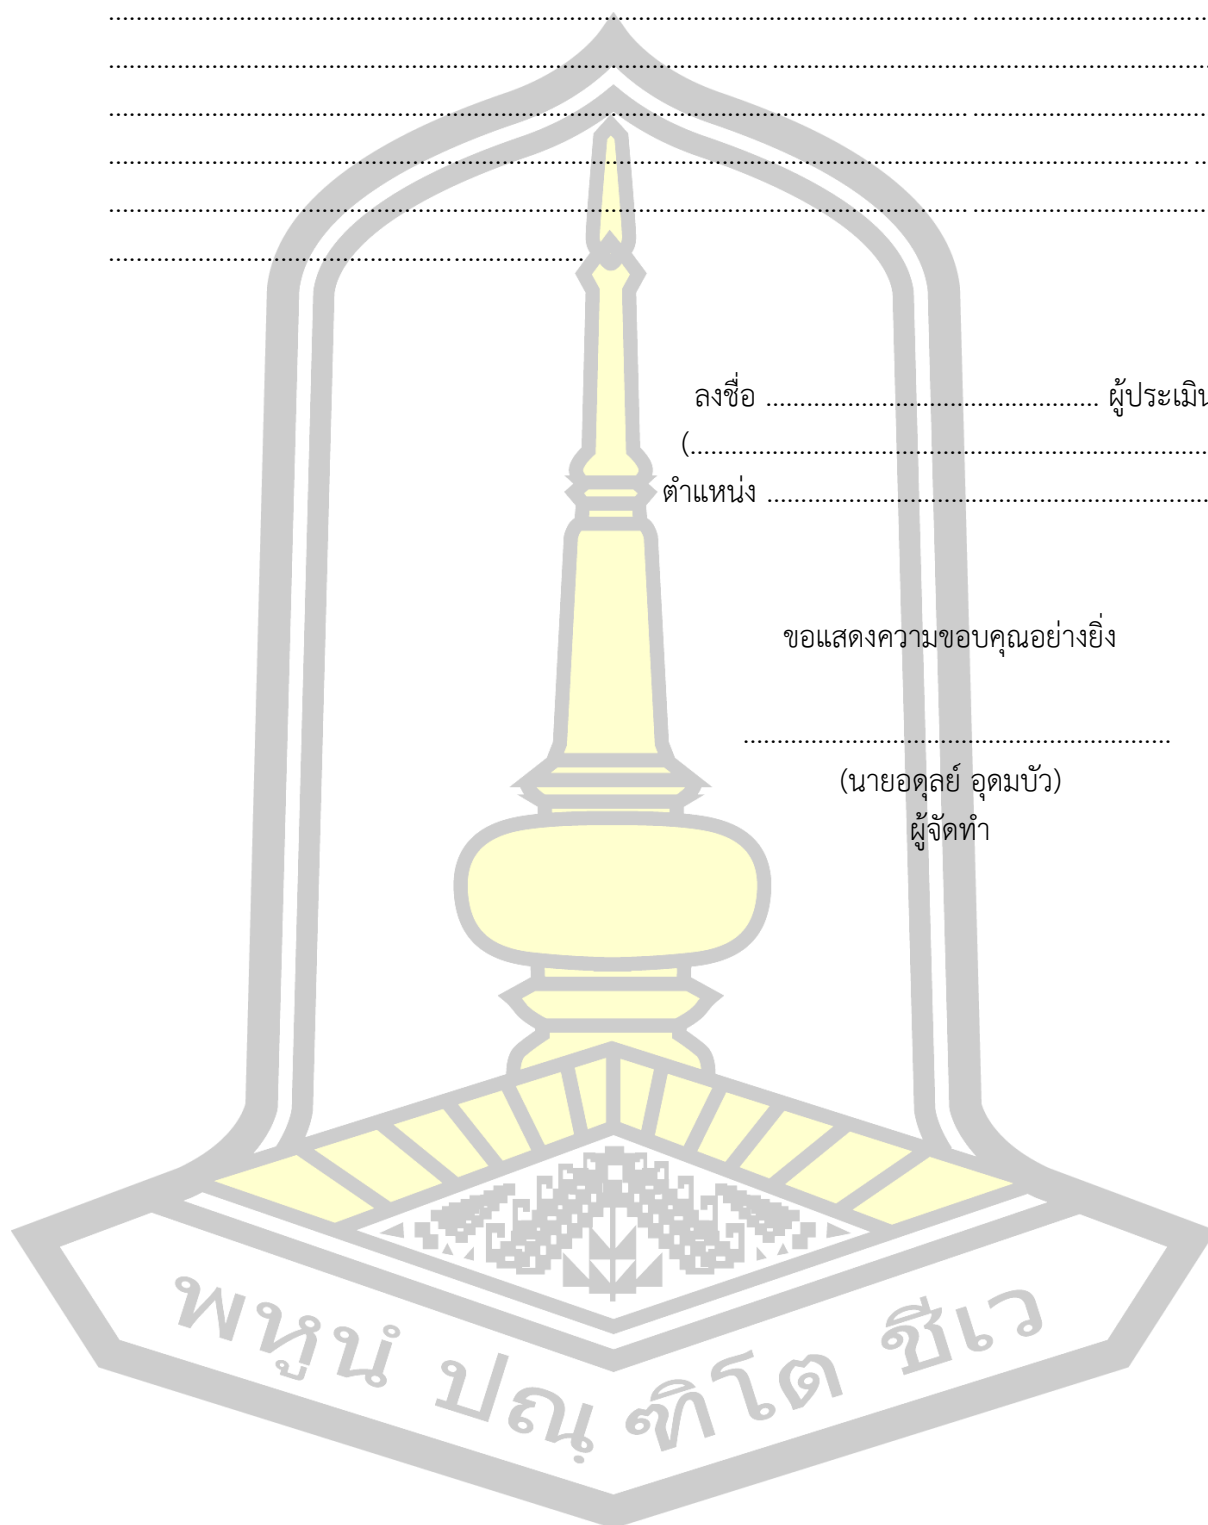 ........................................................................................................................................ ....................................
........................................................................................................ ....................................................................
........................................................................................................................................ ....................................
............................................................................................................................................................................ ..
........................................................................................................................................ ....................................
...........................................................................
ลงชื่อ ................................................. ผู้ประเมิน
(............................................................................
ตำแหน่ง .................................................................
ขอแสดงความขอบคุณอย่างยิ่ง
...............................................................
(นายอดุลย์ อุดมบัว)
ผู้จัดทำ
พหูนํ ปณฺ ฑิโต ชีเว